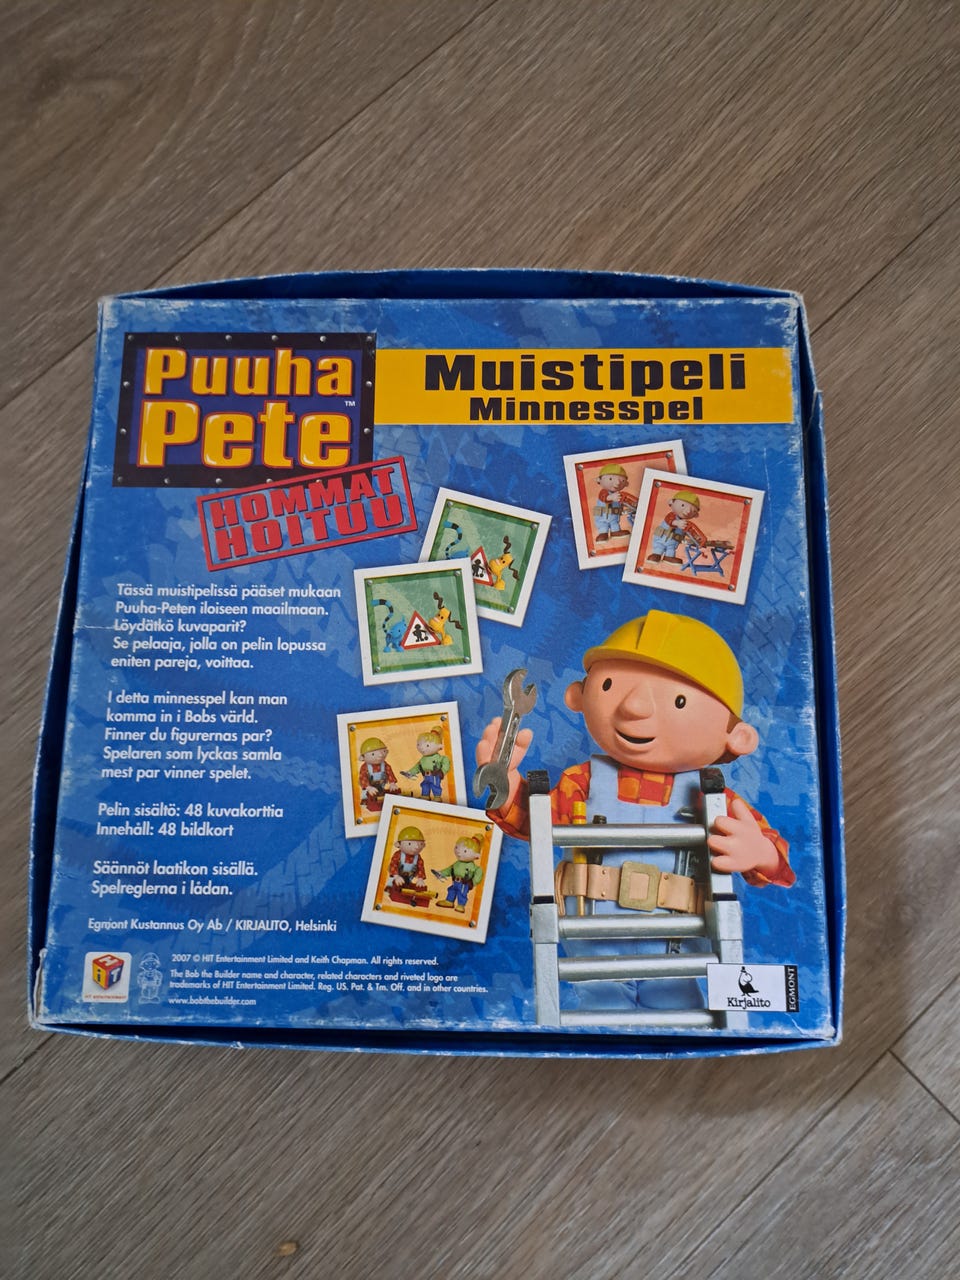 Puuha
Pete™
Muistipeli
Minnesspel
HOMMAT
HOITUU
Tässä muistipelissä pääset mukaan
Puuha-Peten iloiseen maailmaan.
Löydätkö kuvaparit?
Se pelaaja, jolla on pelin lopussa
eniten pareja, voittaa.
I detta minnesspel kan man
komma in i Bobs värld.
Finner du figurernas par?
Spelaren som lyckas samla
mest par vinner spelet.
Pelin sisältö: 48 kuvakorttia
Innehåll: 48 bildkort
Säännöt laatikon sisällä.
Spelreglerna i lådan.
Egmont Kustannus Oy Ab / KIRJALITO, Helsinki
HiT
HIT ENTERTAINMENT
2007 © HIT Entertainment Limited and Keith Chapman. All rights reserved.
The Bob the Builder name and character, related characters and riveted logo are
trademarks of HIT Entertainment Limited. Reg. US. Pat. & Tm. Off. and in other countries.
www.bobthebuilder.com
Kirjalito
EGMONT